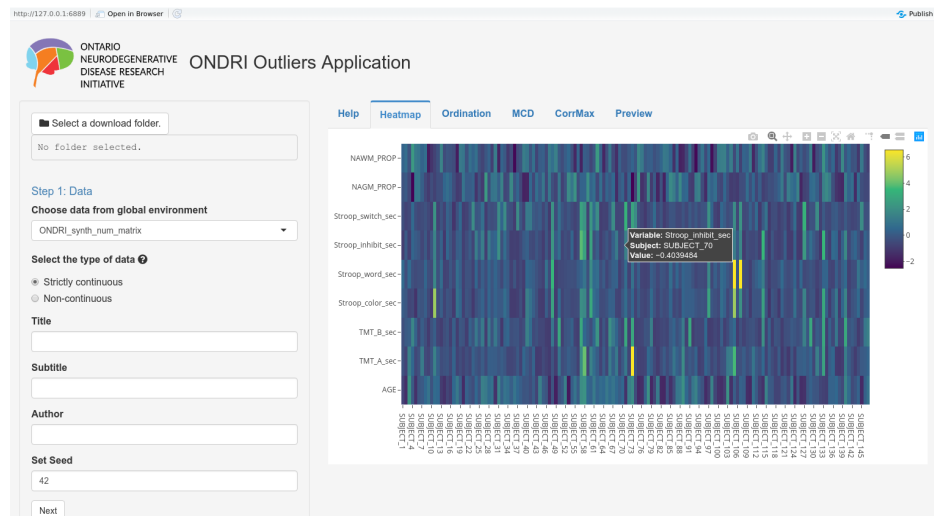 http://127.0.0.1:6889
Open in Browser
Publish
ONTARIO
NEURODEGENERATIVE
DISEASE RESEARCH
INITIATIVE
ONDRI Outliers Application
Select a download folder.
No folder selected.
Step 1: Data
Choose data from global environment
ONDRI_synth_num_matrix
Select the type of data
Strictly continuous
Non-continuous
Title
Subtitle
Author
Set Seed
42
Next
Help Heatmap Ordination MCD CorrMax Preview
NAWM_PROP
NAGM_PROP
Stroop_switch_sec
Stroop_inhibit_sec
Stroop_word_sec
Stroop_color_sec
TMT_B_sec
TMT_A_sec
AGE
Variable: Stroop_inhibit_sec
Subject: SUBJECT_70
Value: −0.4039484
6
4
2
0
−2
SUBJECT_1
SUBJECT_4
SUBJECT_7
SUBJECT_10
SUBJECT_13
SUBJECT_16
SUBJECT_19
SUBJECT_22
SUBJECT_25
SUBJECT_28
SUBJECT_31
SUBJECT_34
SUBJECT_37
SUBJECT_40
SUBJECT_43
SUBJECT_46
SUBJECT_49
SUBJECT_52
SUBJECT_55
SUBJECT_58
SUBJECT_61
SUBJECT_64
SUBJECT_67
SUBJECT_70
SUBJECT_73
SUBJECT_76
SUBJECT_79
SUBJECT_82
SUBJECT_85
SUBJECT_88
SUBJECT_91
SUBJECT_94
SUBJECT_97
SUBJECT_100
SUBJECT_103
SUBJECT_106
SUBJECT_109
SUBJECT_112
SUBJECT_115
SUBJECT_118
SUBJECT_121
SUBJECT_124
SUBJECT_127
SUBJECT_130
SUBJECT_133
SUBJECT_136
SUBJECT_139
SUBJECT_142
SUBJECT_145